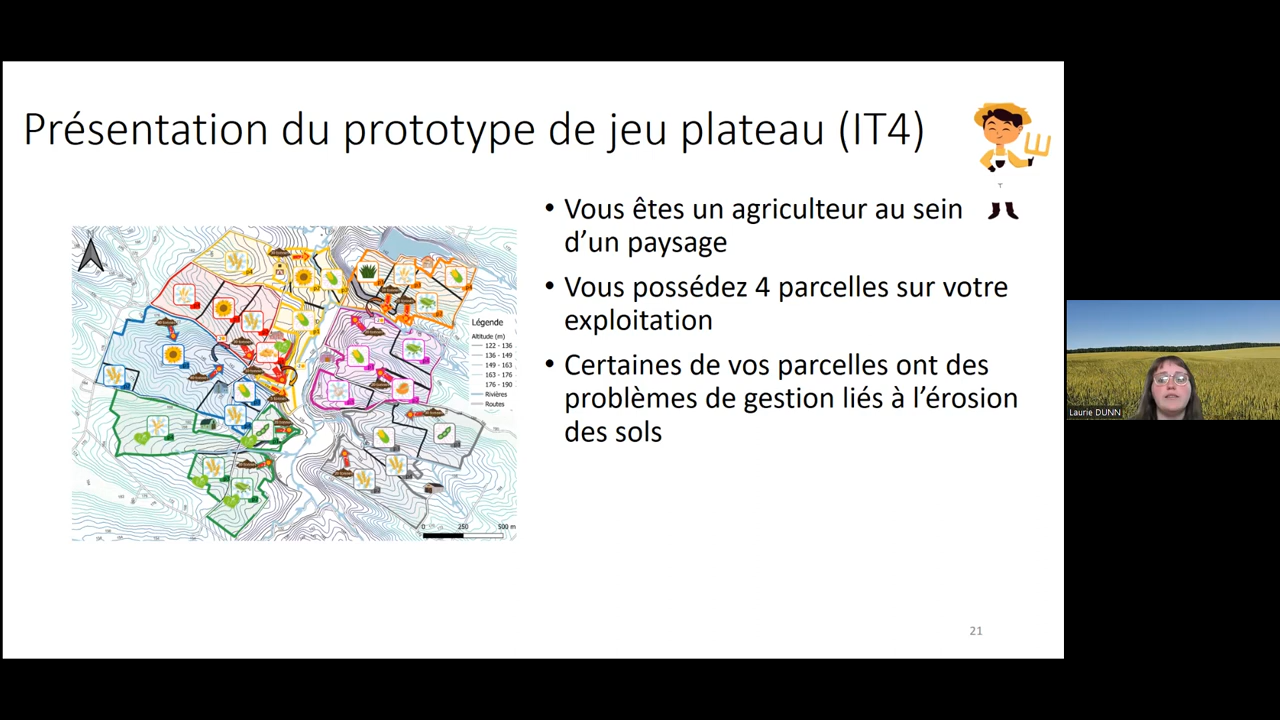 Présentation du prototype de jeu plateau (IT4)
• Vous êtes un agriculteur au sein
d’un paysage
• Vous possédez 4 parcelles sur votre
exploitation
• Certaines de vos parcelles ont des
problèmes de gestion liés à l’érosion
des sols
Légende
Altitude (m)
122 - 136
136 - 149
149 - 163
163 - 176
176 - 190
Rivières
Routes
0 250 500 m
Laurie DUNN
21